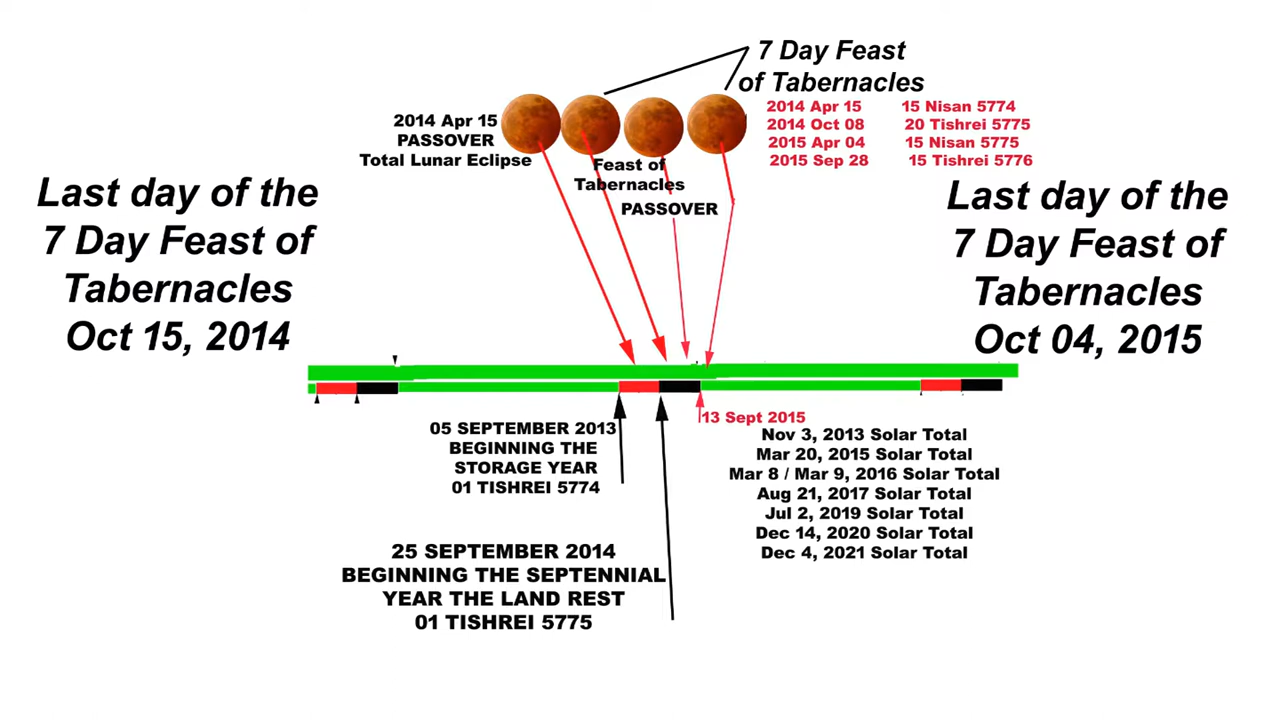 7 Day Feast
of Tabernacles
2014 Apr 15
PASSOVER
Total Lunar Eclipse
2014 Apr 15 15 Nisan 5774
2014 Oct 08 20 Tishrei 5775
2015 Apr 04 15 Nisan 5775
2015 Sep 28 15 Tishrei 5776
Feast of
Tabernacles
PASSOVER
Last day of the
7 Day Feast of
Tabernacles
Oct 15, 2014
Last day of the
7 Day Feast of
Tabernacles
Oct 04, 2015
05 SEPTEMBER 2013
BEGINNING THE
STORAGE YEAR
01 TISHREI 5774
13 Sept 2015
Nov 3, 2013 Solar Total
Mar 20, 2015 Solar Total
Mar 8 / Mar 9, 2016 Solar Total
Aug 21, 2017 Solar Total
Jul 2, 2019 Solar Total
Dec 14, 2020 Solar Total
Dec 4, 2021 Solar Total
25 SEPTEMBER 2014
BEGINNING THE SEPTENNIAL
YEAR THE LAND REST
01 TISHREI 5775